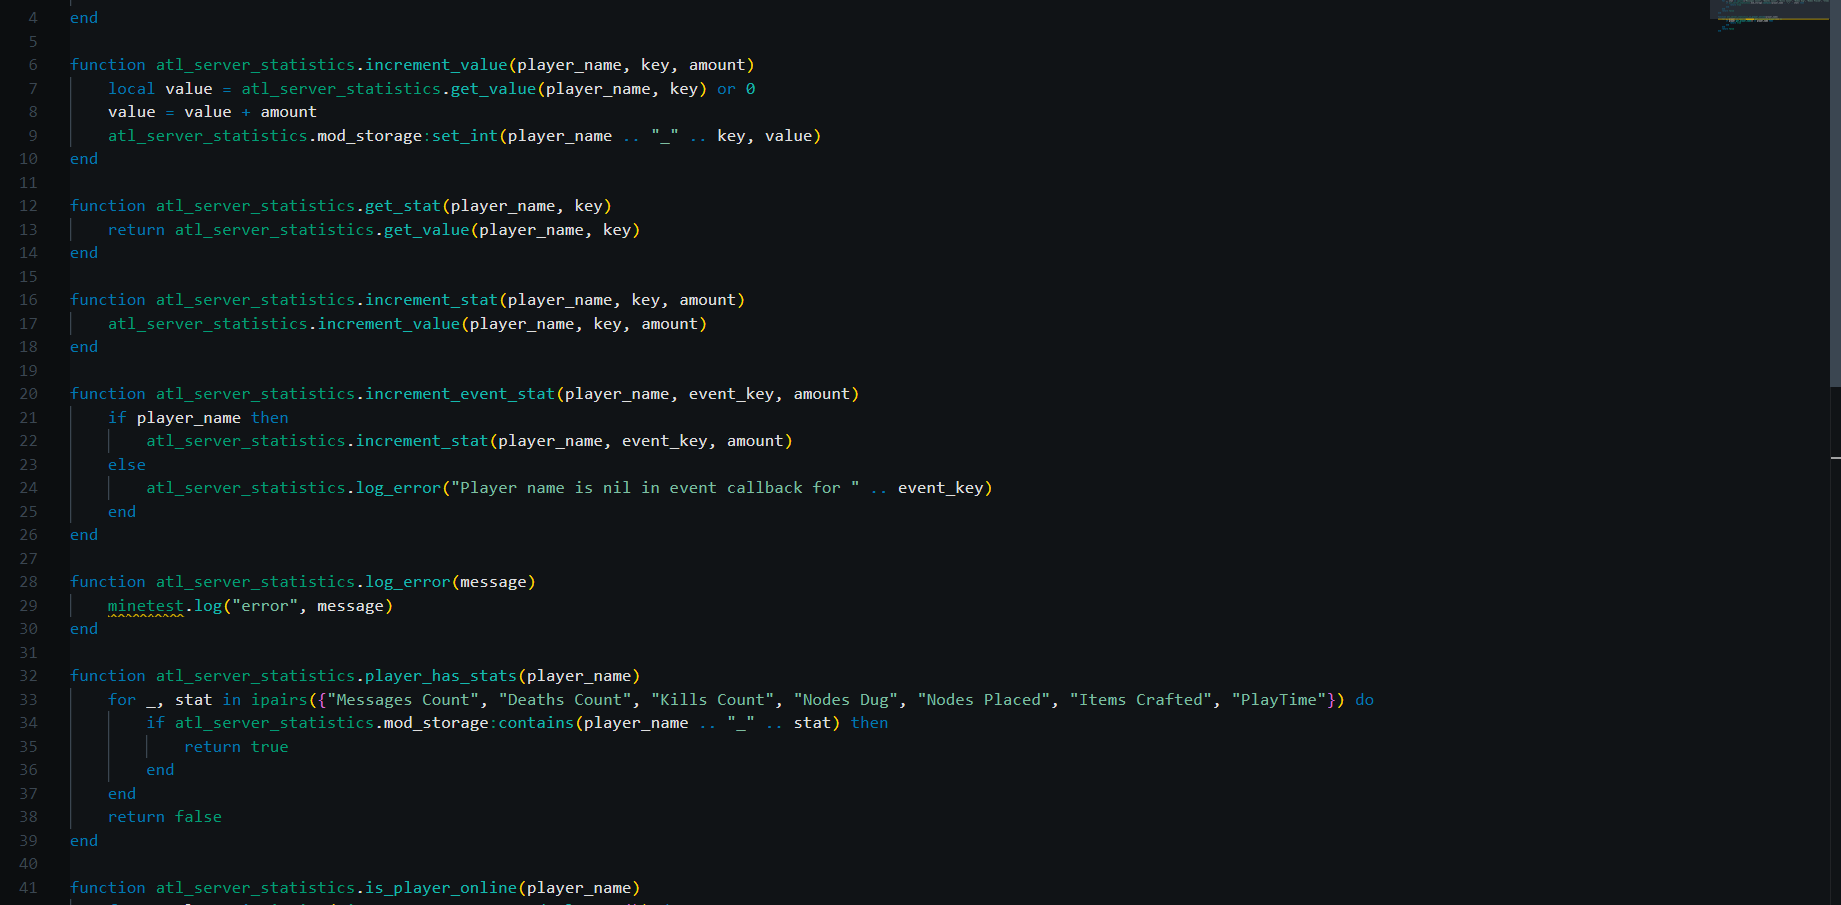 4 end
5
6 function atl_server_statistics.increment_value(player_name, key, amount)
7     local value = atl_server_statistics.get_value(player_name, key) or 0
8     value = value + amount
9     atl_server_statistics.mod_storage:set_int(player_name .. "_" .. key, value)
10 end
11
12 function atl_server_statistics.get_stat(player_name, key)
13     return atl_server_statistics.get_value(player_name, key)
14 end
15
16 function atl_server_statistics.increment_stat(player_name, key, amount)
17     atl_server_statistics.increment_value(player_name, key, amount)
18 end
19
20 function atl_server_statistics.increment_event_stat(player_name, event_key, amount)
21     if player_name then
22         atl_server_statistics.increment_stat(player_name, event_key, amount)
23     else
24         atl_server_statistics.log_error("Player name is nil in event callback for " .. event_key)
25     end
26 end
27
28 function atl_server_statistics.log_error(message)
29     minetest.log("error", message)
30 end
31
32 function atl_server_statistics.player_has_stats(player_name)
33     for _, stat in ipairs({"Messages Count", "Deaths Count", "Kills Count", "Nodes Dug", "Nodes Placed", "Items Crafted", "PlayTime"}) do
34         if atl_server_statistics.mod_storage:contains(player_name .. "_" .. stat) then
35             return true
36         end
37     end
38     return false
39 end
40
41 function atl_server_statistics.is_player_online(player_name)